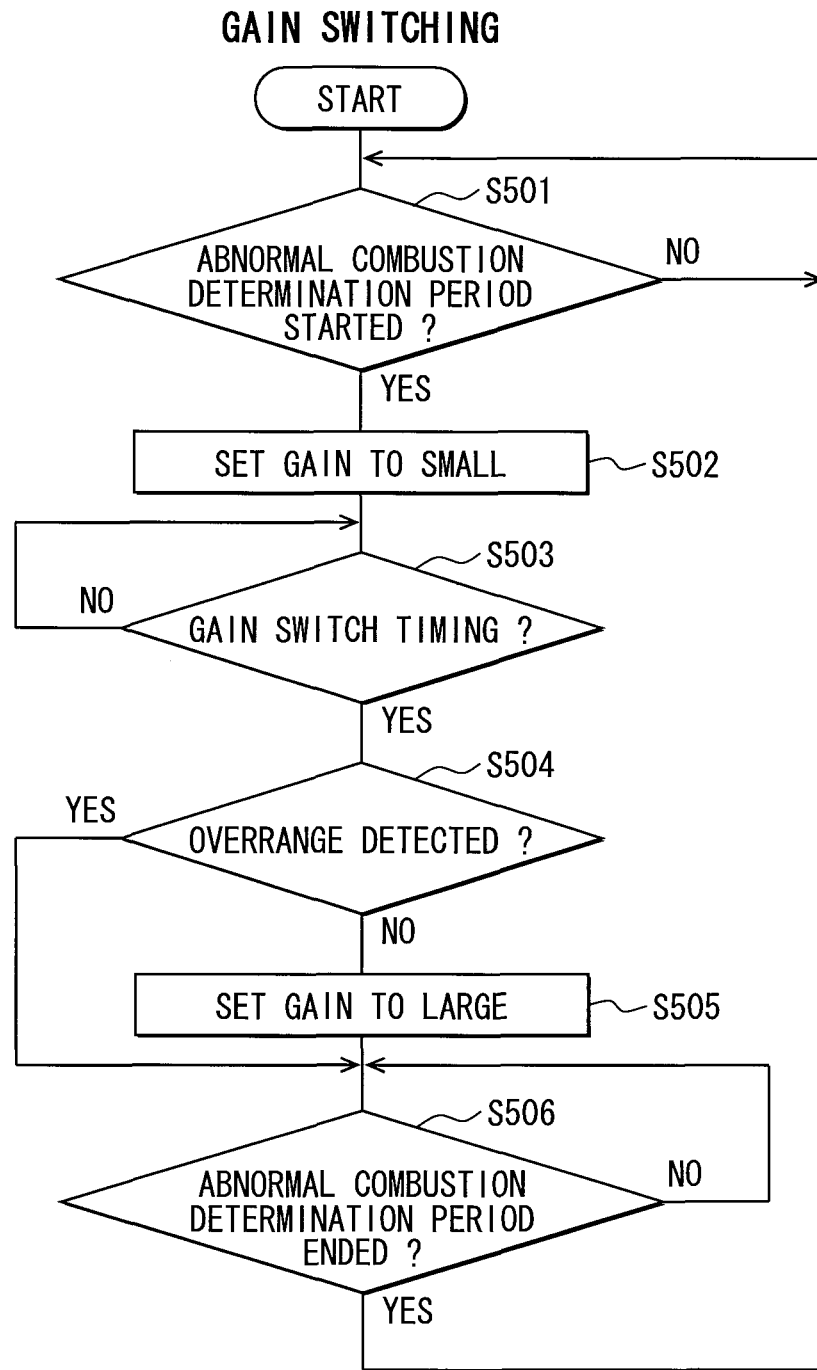 GAIN SWITCHING
START
S501
ABNORMAL COMBUSTION
DETERMINATION PERIOD
STARTED ?
NO
YES
SET GAIN TO SMALL
S502
S503
NO
GAIN SWITCH TIMING ?
YES
S504
YES
OVERRANGE DETECTED ?
NO
SET GAIN TO LARGE
S505
S506
ABNORMAL COMBUSTION
DETERMINATION PERIOD
ENDED ?
NO
YES